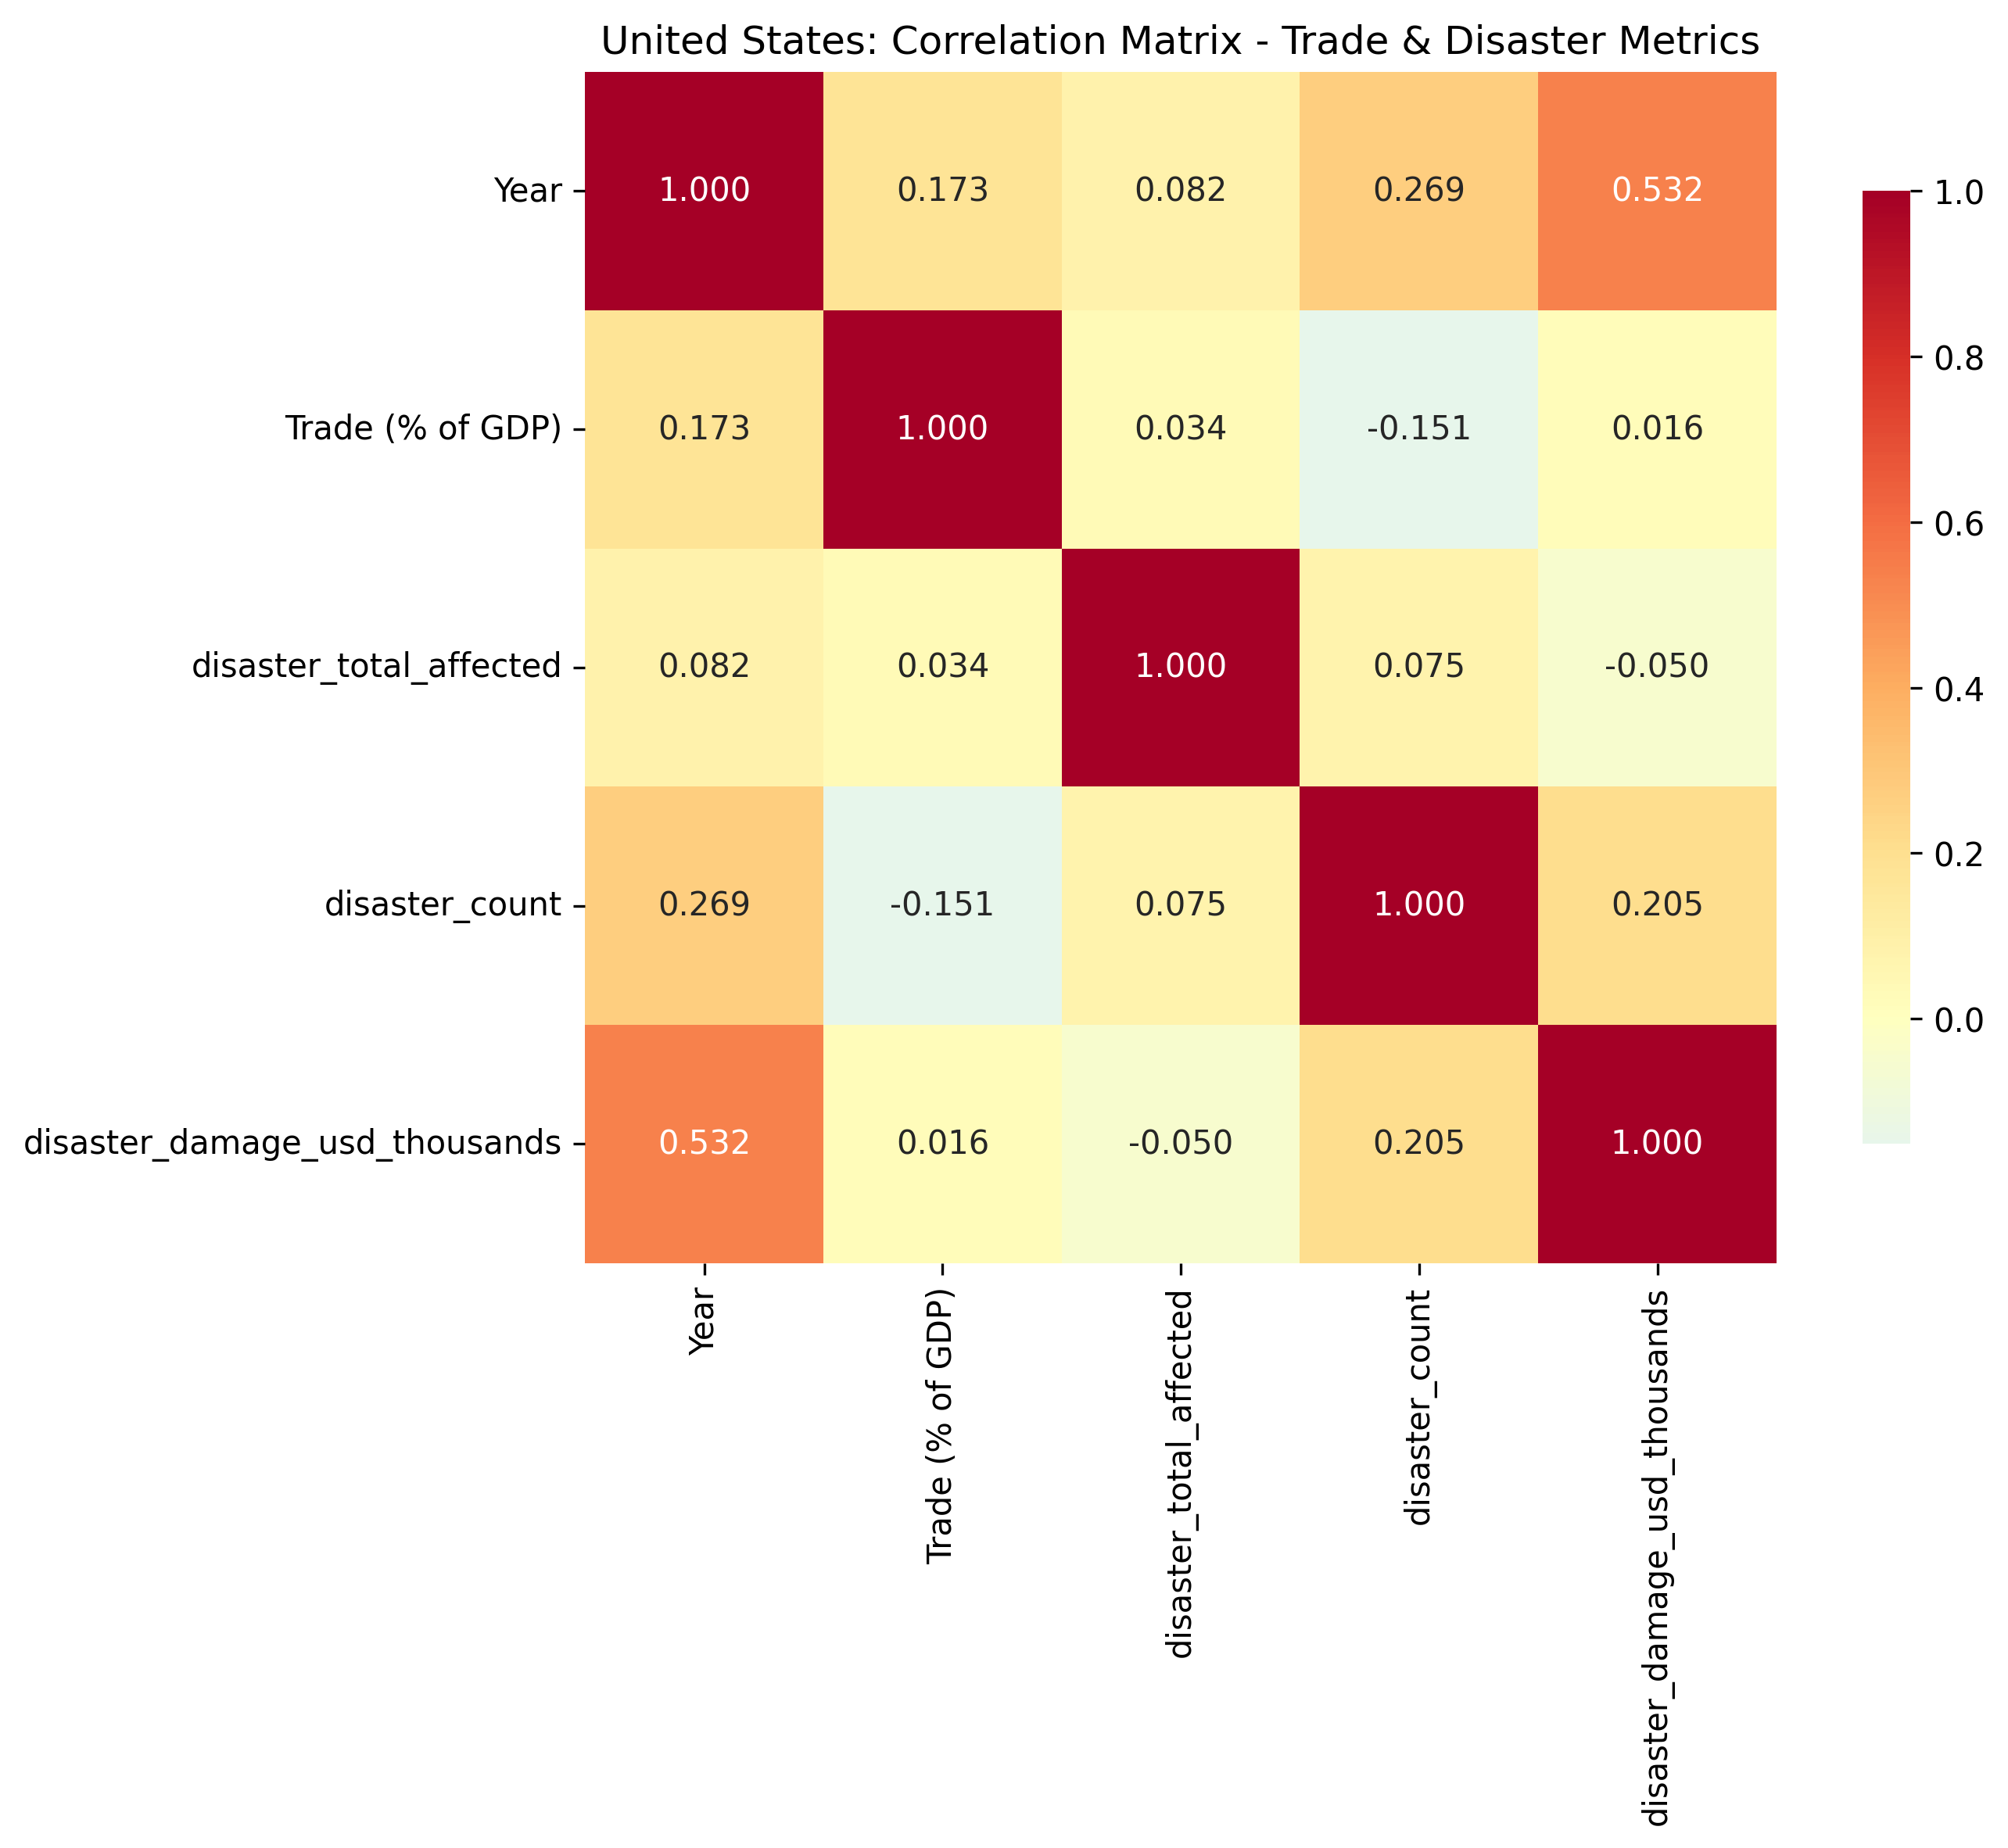 United States: Correlation Matrix - Trade & Disaster Metrics
Year 1.000 0.173 0.082 0.269 0.532
Trade (% of GDP) 0.173 1.000 0.034 -0.151 0.016
disaster_total_affected 0.082 0.034 1.000 0.075 -0.050
disaster_count 0.269 -0.151 0.075 1.000 0.205
disaster_damage_usd_thousands 0.532 0.016 -0.050 0.205 1.000
Year
Trade (% of GDP)
disaster_total_affected
disaster_count
disaster_damage_usd_thousands
1.0
0.8
0.6
0.4
0.2
0.0